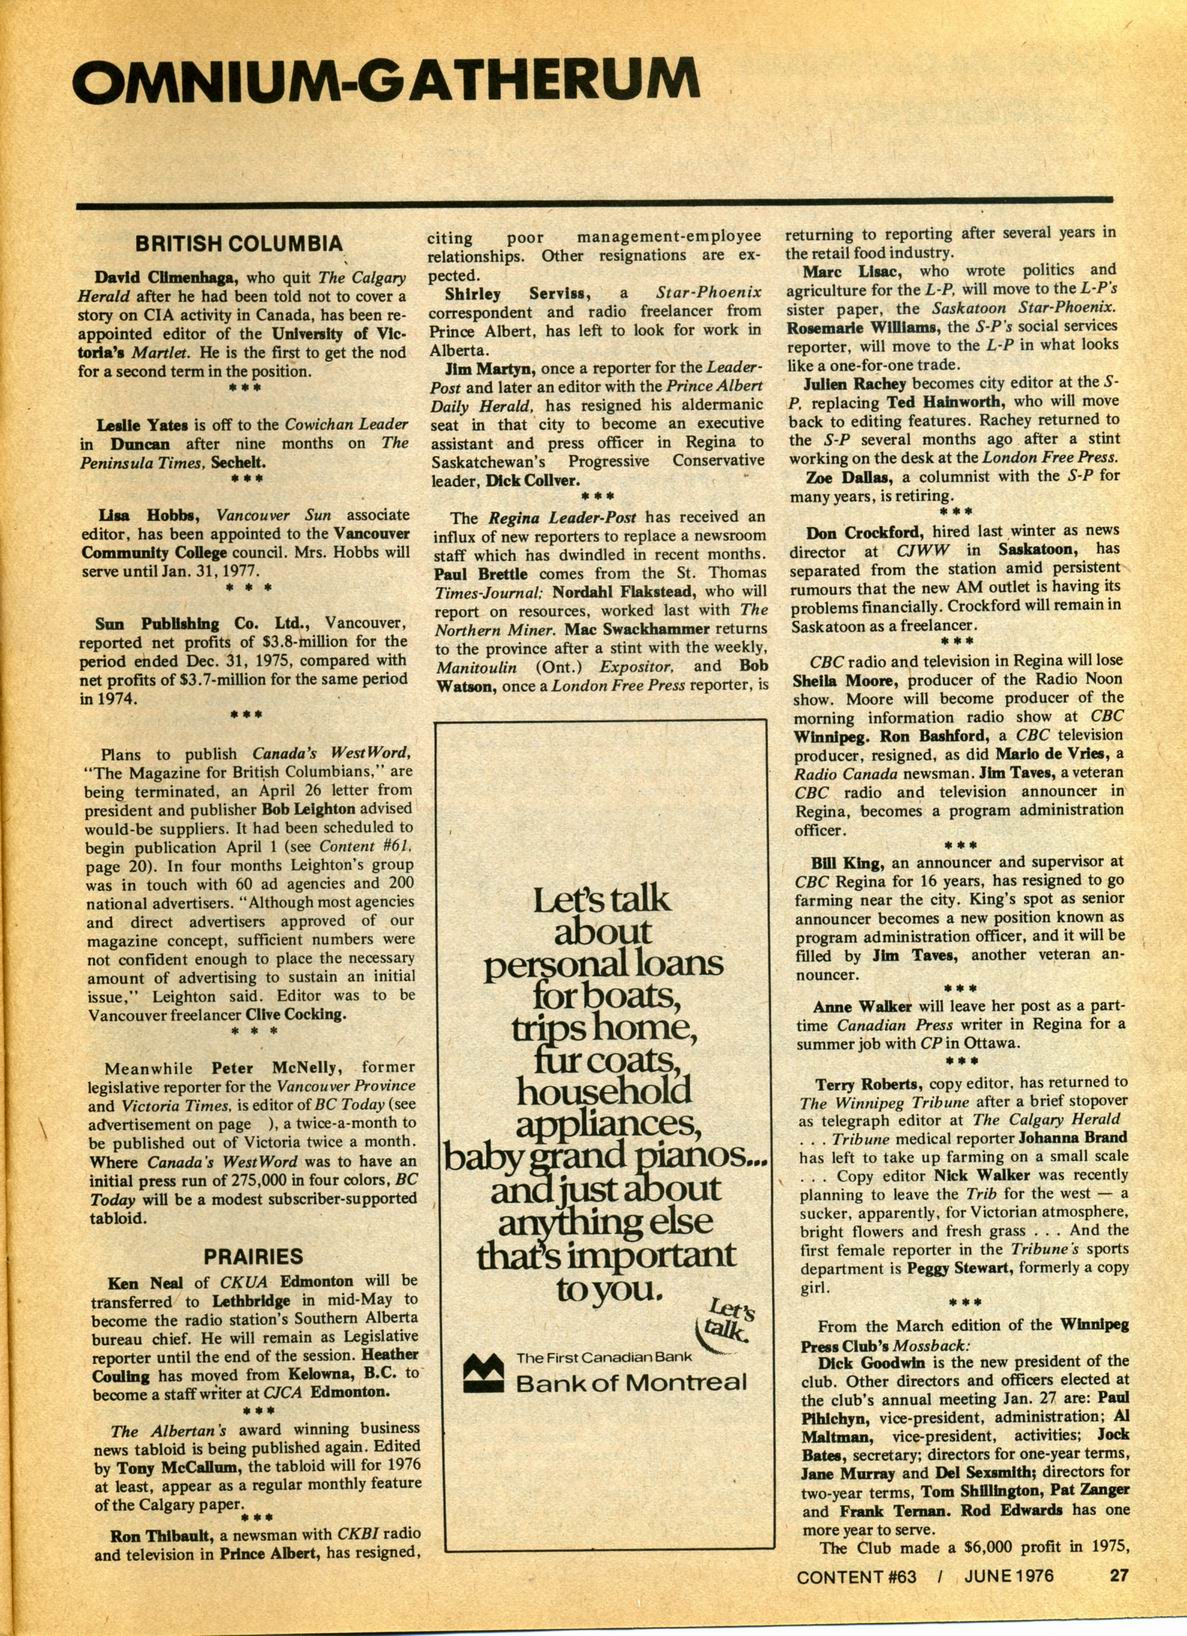 OMNIUM-GATHERUM
BRITISH COLUMBIA
David Climenhaga, who quit The Calgary
Herald after he had been told not to cover a
story on CIA activity in Canada, has been re-
appointed editor of the University of Vic-
toria's Martlet. He is the first to get the nod
for a second term in the position.
* * *
Leslie Yates is off to the Cowichan Leader
in Duncan after nine months on The
Peninsula Times, Sechelt.
* * *
Lisa Hobbs, Vancouver Sun associate
editor, has been appointed to the Vancouver
Community College council. Mrs. Hobbs will
serve until Jan. 31, 1977.
* * *
Sun Publishing Co. Ltd., Vancouver,
reported net profits of $3.8-million for the
period ended Dec. 31, 1975, compared with
net profits of $3.7-million for the same period
in 1974.
* * *
Plans to publish Canada's WestWord,
"The Magazine for British Columbians," are
being terminated, an April 26 letter from
president and publisher Bob Leighton advised
would-be suppliers. It had been scheduled to
begin publication April 1 (see Content #61,
page 20). In four months Leighton's group
was in touch with 60 ad agencies and 200
national advertisers. "Although most agencies
and direct advertisers approved of our
magazine concept, sufficient numbers were
not confident enough to place the necessary
amount of advertising to sustain an initial
issue," Leighton said. Editor was to be
Vancouver freelancer Clive Cocking.
* * *
Meanwhile Peter McNelly, former
legislative reporter for the Vancouver Province
and Victoria Times, is editor of BC Today (see
advertisement on page ), a twice-a-month to
be published out of Victoria twice a month.
Where Canada's WestWord was to have an
initial press run of 275,000 in four colors, BC
Today will be a modest subscriber-supported
tabloid.
PRAIRIES
Ken Neal of CKUA Edmonton will be
transferred to Lethbridge in mid-May to
become the radio station's Southern Alberta
bureau chief. He will remain as Legislative
reporter until the end of the session. Heather
Couling has moved from Kelowna, B.C. to
become a staff writer at CJCA Edmonton.
* * *
The Albertan's award winning business
news tabloid is being published again. Edited
by Tony McCallum, the tabloid will for 1976
at least, appear as a regular monthly feature
of the Calgary paper.
* * *
Ron Thibault, a newsman with CKBI radio
and television in Prince Albert, has resigned,
citing poor management-employee
relationships. Other resignations are ex-
pected.
Shirley Serviss, a Star-Phoenix
correspondent and radio freelancer from
Prince Albert, has left to look for work in
Alberta.
Jim Martyn, once a reporter for the Leader-
Post and later an editor with the Prince Albert
Daily Herald, has resigned his aldermanic
seat in that city to become an executive
assistant and press officer in Regina to
Saskatchewan's Progressive Conservative
leader, Dick Collver.
* * *
The Regina Leader-Post has received an
influx of new reporters to replace a newsroom
staff which has dwindled in recent months.
Paul Brettle comes from the St. Thomas
Times-Journal; Nordahl Flakstead, who will
report on resources, worked last with The
Northern Miner. Mac Swackhammer returns
to the province after a stint with the weekly,
Manitoulin (Ont.) Expositor, and Bob
Watson, once a London Free Press reporter, is
Let's talk
about
personal loans
for boats,
trips home,
fur coats,
household
appliances,
baby grand pianos...
and just about
anything else
that's important
to you.
Let's
talk.
The First Canadian Bank
Bank of Montreal
returning to reporting after several years in
the retail food industry.
Marc Lisac, who wrote politics and
agriculture for the L-P, will move to the L-P's
sister paper, the Saskatoon Star-Phoenix.
Rosemarie Williams, the S-P's social services
reporter, will move to the L-P in what looks
like a one-for-one trade.
Julien Rachey becomes city editor at the S-
P, replacing Ted Hainworth, who will move
back to editing features. Rachey returned to
the S-P several months ago after a stint
working on the desk at the London Free Press.
Zoe Dallas, a columnist with the S-P for
many years, is retiring.
* * *
Don Crockford, hired last winter as news
director at CJWW in Saskatoon, has
separated from the station amid persistent
rumours that the new AM outlet is having its
problems financially. Crockford will remain in
Saskatoon as a freelancer.
* * *
CBC radio and television in Regina will lose
Sheila Moore, producer of the Radio Noon
show. Moore will become producer of the
morning information radio show at CBC
Winnipeg. Ron Bashford, a CBC television
producer, resigned, as did Mario de Vries, a
Radio Canada newsman. Jim Taves, a veteran
CBC radio and television announcer in
Regina, becomes a program administration
officer.
* * *
Bill King, an announcer and supervisor at
CBC Regina for 16 years, has resigned to go
farming near the city. King's spot as senior
announcer becomes a new position known as
program administration officer, and it will be
filled by Jim Taves, another veteran an-
nouncer.
* * *
Anne Walker will leave her post as a part-
time Canadian Press writer in Regina for a
summer job with CP in Ottawa.
* * *
Terry Roberts, copy editor, has returned to
The Winnipeg Tribune after a brief stopover
as telegraph editor at The Calgary Herald
. . . Tribune medical reporter Johanna Brand
has left to take up farming on a small scale
. . . Copy editor Nick Walker was recently
planning to leave the Trib for the west — a
sucker, apparently, for Victorian atmosphere,
bright flowers and fresh grass . . . And the
first female reporter in the Tribune's sports
department is Peggy Stewart, formerly a copy
girl.
* * *
From the March edition of the Winnipeg
Press Club's Mossback:
Dick Goodwin is the new president of the
club. Other directors and officers elected at
the club's annual meeting Jan. 27 are: Paul
Pihichyn, vice-president, administration; Al
Maltman, vice-president, activities; Jock
Bates, secretary; directors for one-year terms,
Jane Murray and Del Sexsmith; directors for
two-year terms, Tom Shillington, Pat Zanger
and Frank Ternan. Rod Edwards has one
more year to serve.
The Club made a $6,000 profit in 1975,
CONTENT #63 / JUNE 1976 27